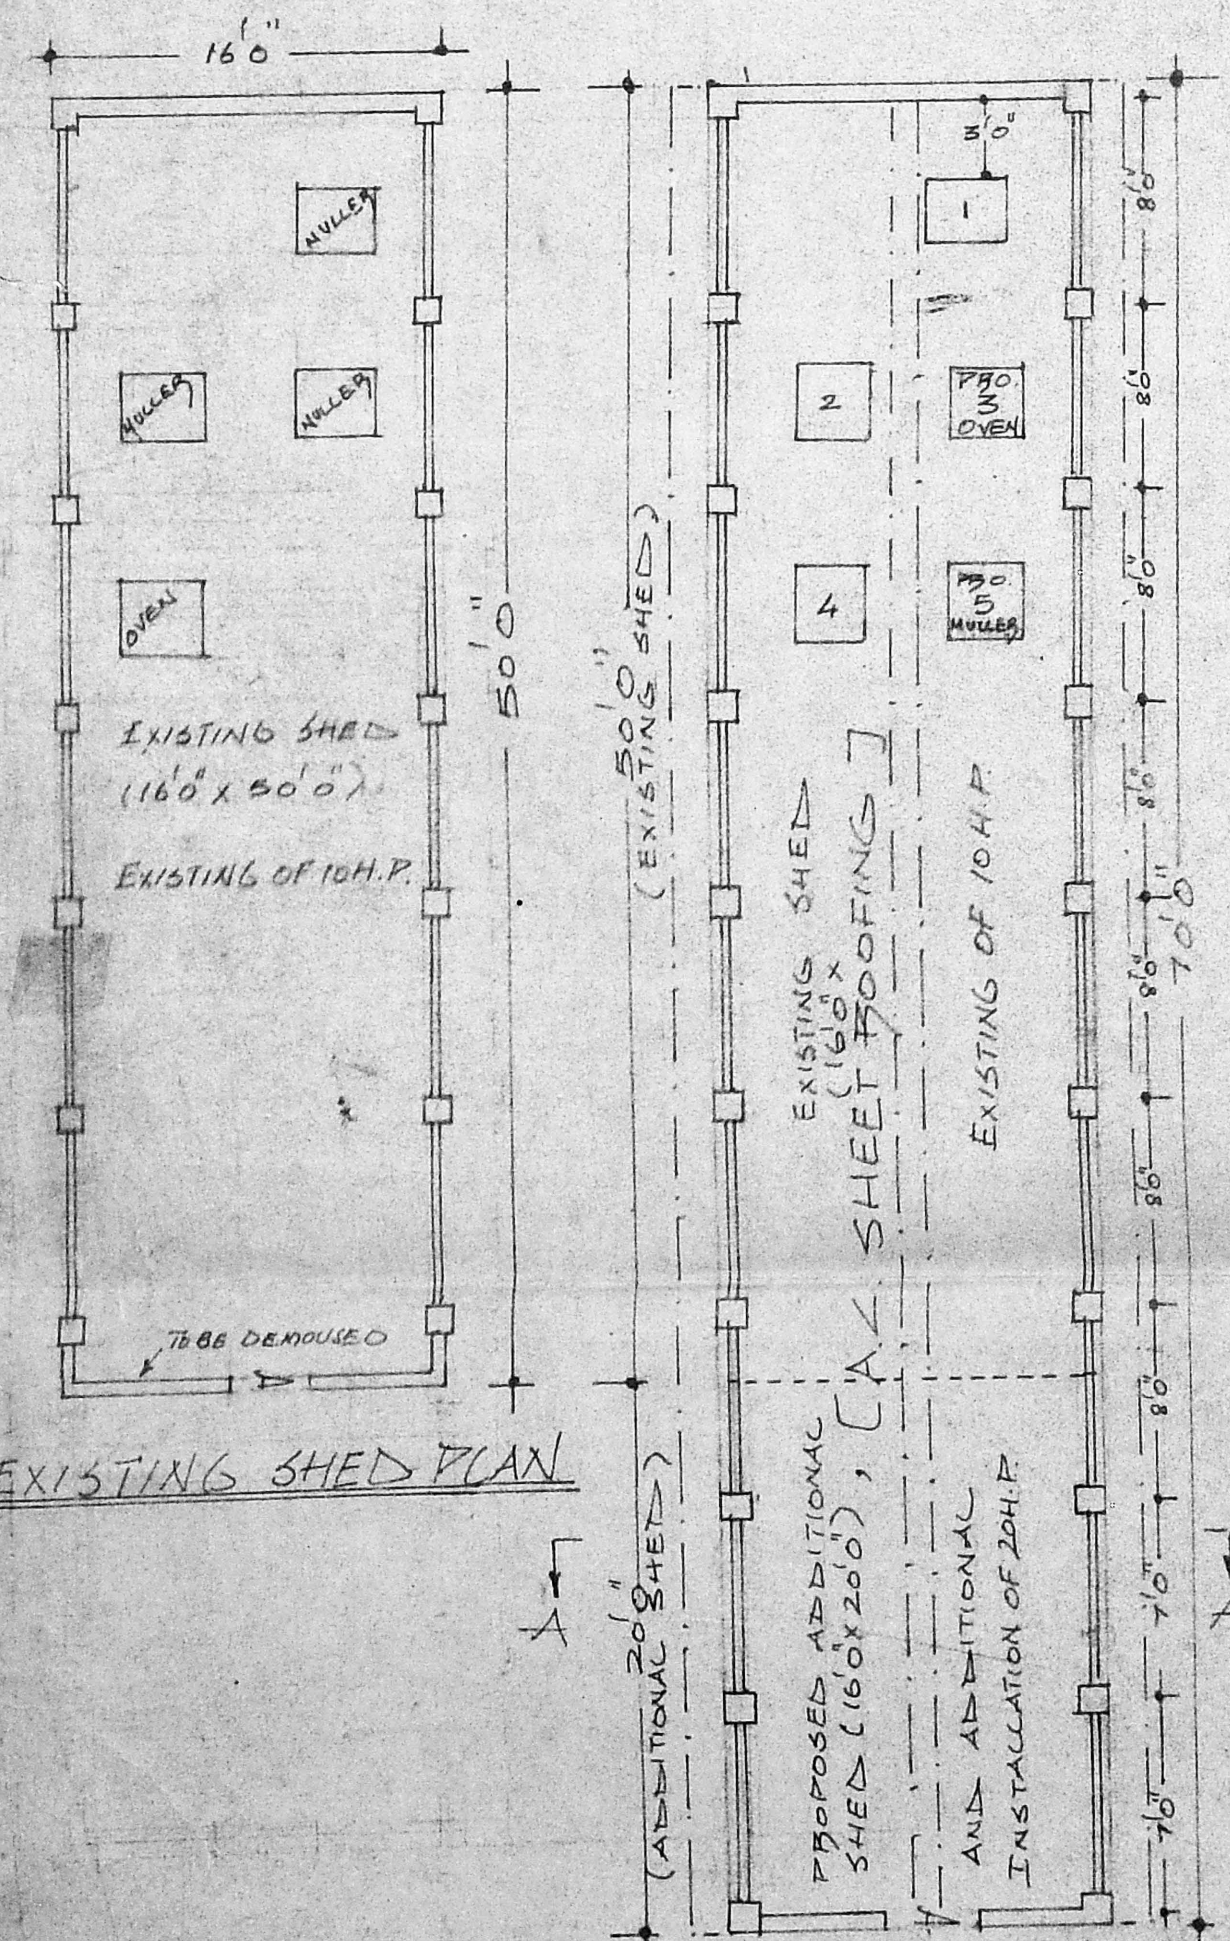 16'0"
MULLER
MULLER
MULLER
OVEN
50'0"
EXISTING SHED
(16'0" X 50'0")
EXISTING OF 10H.P.
TO BE DEMOUSED
EXISTING SHED PLAN
50'0"
(EXISTING SHED)
20'0"
(ADDITIONAL SHED)
3'0"
1
2
PRO.
3
OVEN
4
PRO.
5
MULLER
EXISTING SHED
(16'0" X
[A.C. SHEET ROOFING]
EXISTING OF 10H.P.
PROPOSED ADDITIONAL
SHED (16'0" X 20'0"),
AND ADDITIONAL
INSTALLATION OF 20H.P.
8'0"
8'0"
8'0"
8'0"
8'0"
8'0"
8'0"
7'0"
7'0"
70'0"
A
A